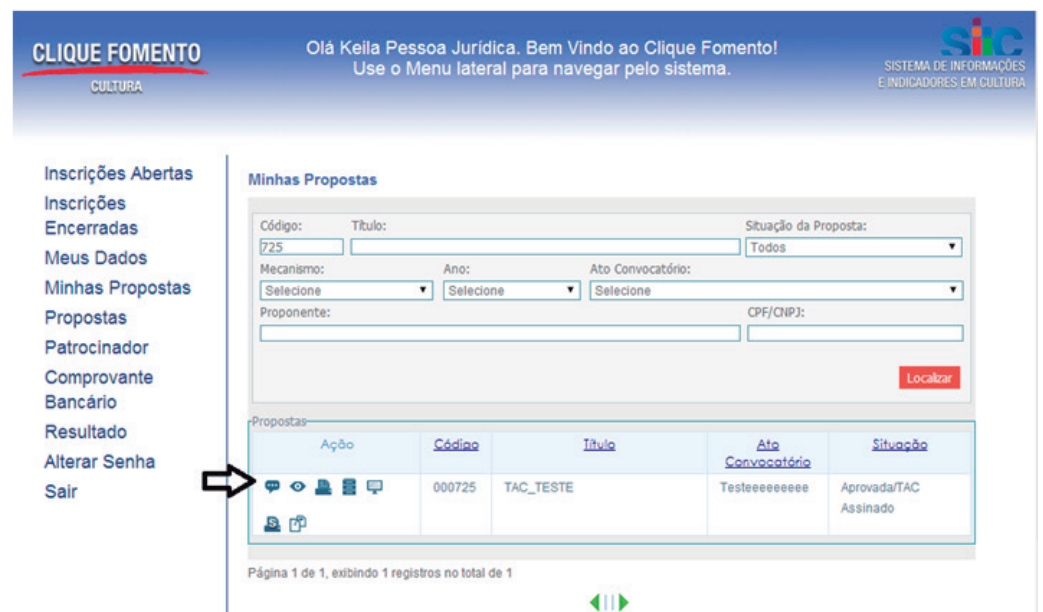 CLIQUE FOMENTO
CULTURA
Olá Keila Pessoa Jurídica. Bem Vindo ao Clique Fomento!
Use o Menu lateral para navegar pelo sistema.
SiiC
SISTEMA DE INFORMAÇÕES
E INDICADORES EM CULTURA
Inscrições Abertas
Inscrições
Encerradas
Meus Dados
Minhas Propostas
Propostas
Patrocinador
Comprovante
Bancário
Resultado
Alterar Senha
Sair
Minhas Propostas
Código: Título: Situação da Proposta:
725 Todos
Mecanismo: Ano: Ato Convocatório:
Selecione Selecione Selecione
Proponente: CPF/CNPJ:
Localizar
Propostas
Ação Código Título Ato Situação
Convocatório
000725 TAC_TESTE Testeeeeeeeeee Aprovada/TAC
Assinado
Página 1 de 1, exibindo 1 registros no total de 1